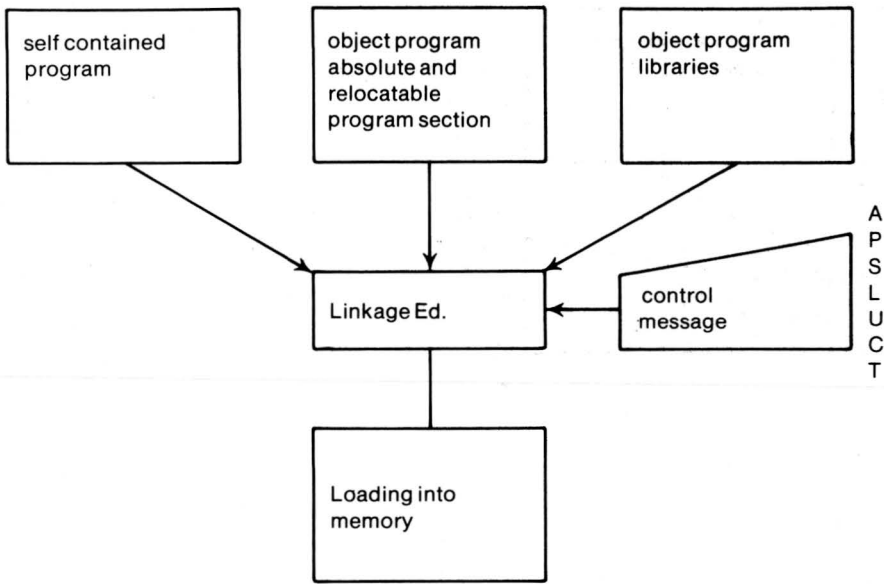 self contained
program
object program
absolute and
relocatable
program section
object program
libraries
Linkage Ed.
control
message
A
P
S
L
U
C
T
Loading into
memory